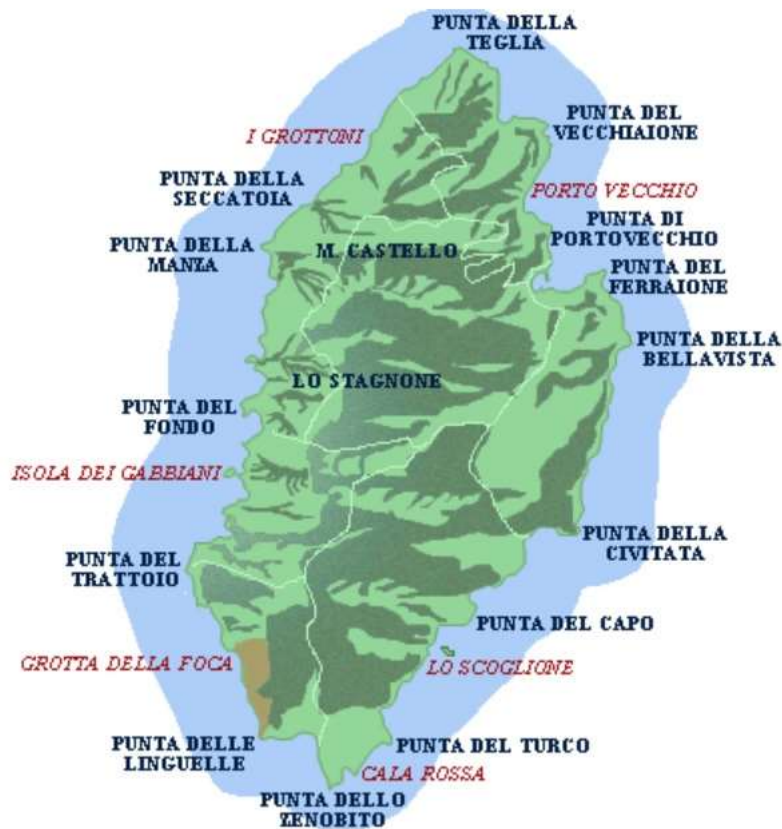 PUNTA DELLA
TEGLIA
PUNTA DEL
VECCHIAIONE
I GROTTONI
PUNTA DELLA
SECCATOIA
PORTO VECCHIO
PUNTA DI
PORTOVECCHIO
PUNTA DELLA
MANZA
M. CASTELLO
PUNTA DEL
FERRAIONE
PUNTA DELLA
BELLAVISTA
LO STAGNONE
PUNTA DEL
FONDO
ISOLA DEI GABBIANI
PUNTA DELLA
CIVITATA
PUNTA DEL
TRATTOIO
PUNTA DEL CAPO
GROTTA DELLA FOCA
LO SCOGLIONE
PUNTA DELLE
LINGUELLE
PUNTA DEL TURCO
CALA ROSSA
PUNTA DELLO
ZENOBITO